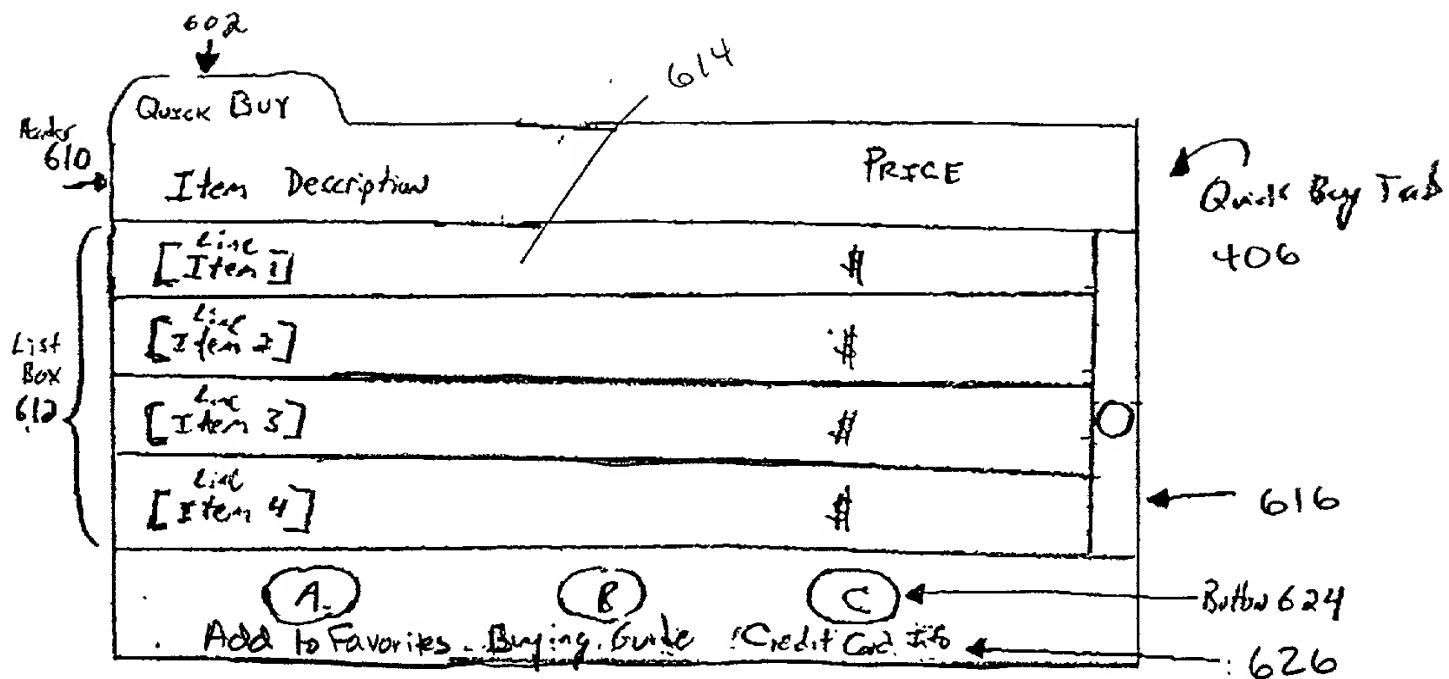 602
614
Quick Buy
Header
610
Item Description PRICE
Quick Buy Tab
406
[Line Item 1] $
[Line Item 2] $
List
Box
612
[Line Item 3] $
[Line Item 4] $
616
A B C
Button 624
Add to Favorites Buying Guide Credit Card Info
626